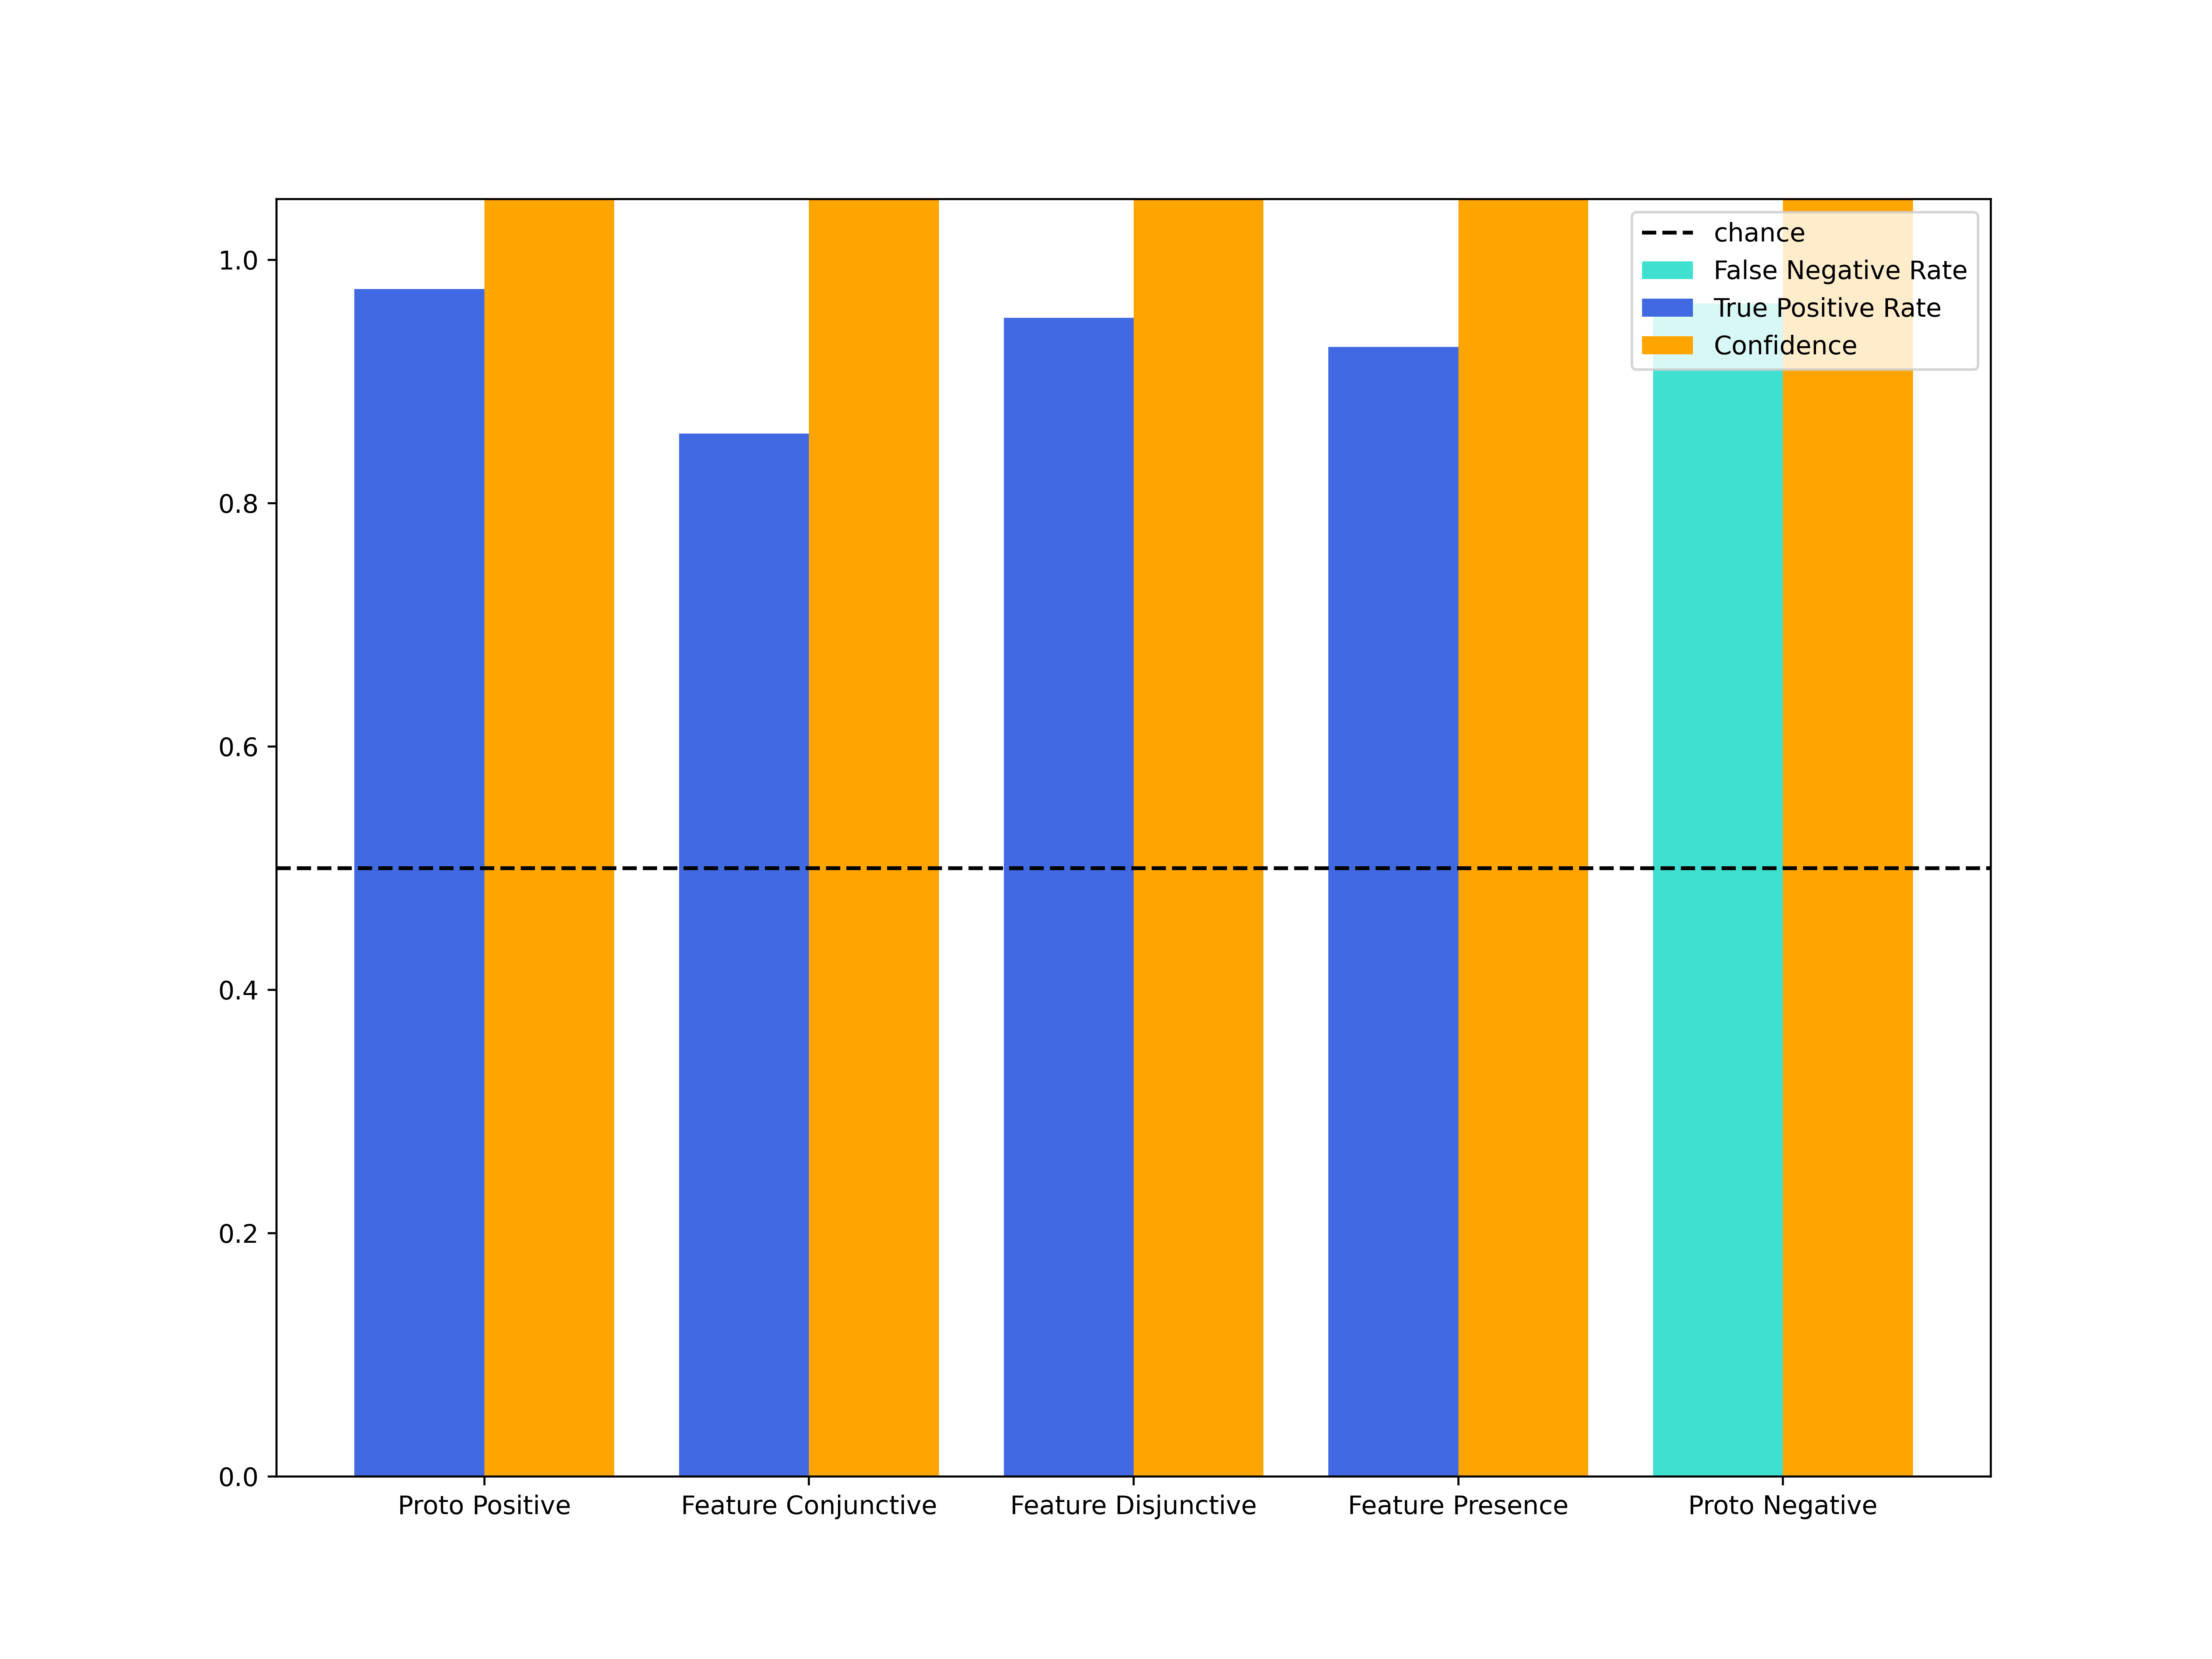 1.0
0.8
0.6
0.4
0.2
0.0
chance
False Negative Rate
True Positive Rate
Confidence
Proto Positive
Feature Conjunctive
Feature Disjunctive
Feature Presence
Proto Negative